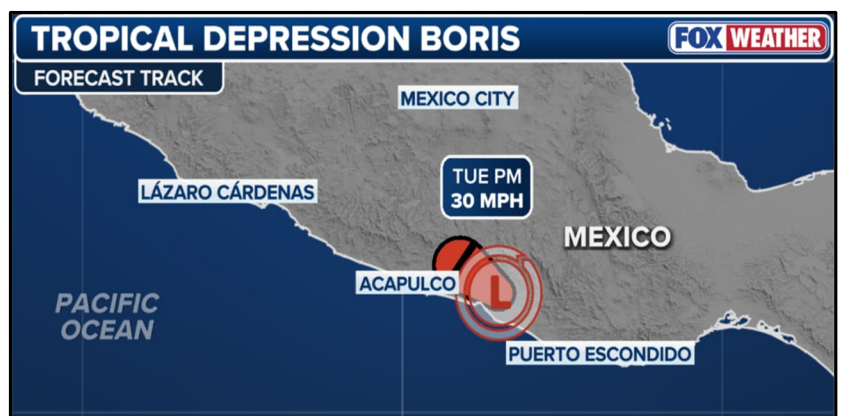 TROPICAL DEPRESSION BORIS
FOX WEATHER
FORECAST TRACK
MEXICO CITY
TUE PM
30 MPH
LÁZARO CÁRDENAS
MEXICO
ACAPULCO
L
PACIFIC
OCEAN
PUERTO ESCONDIDO